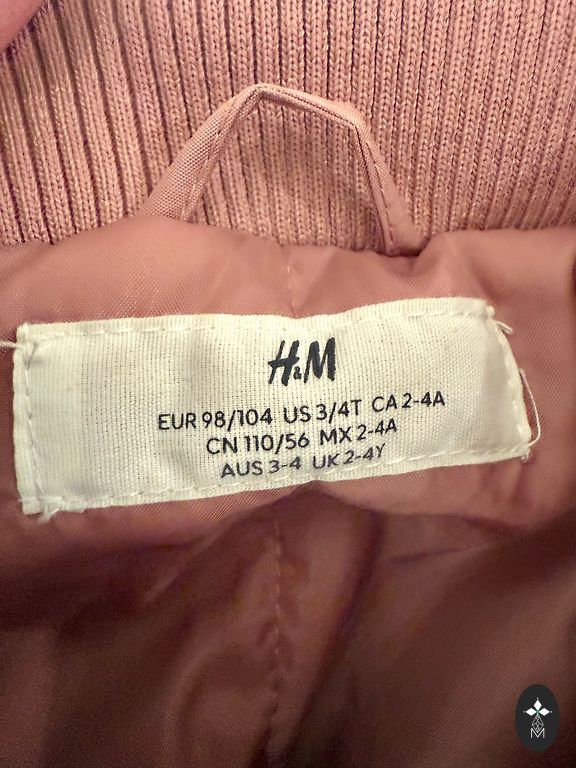 H&M
EUR 98/104 US 3/4T CA 2-4A
CN 110/56 MX 2-4A
AUS 3-4 UK 2-4Y
M